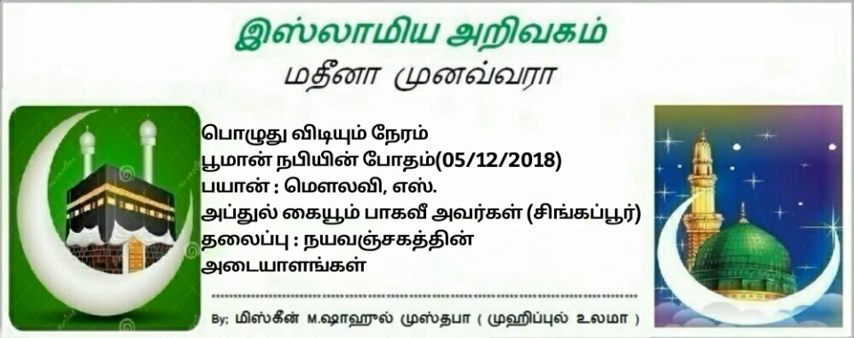 இஸ்லாமிய அறிவகம்
மதீனா முனவ்வரா
பொழுது விடியும் நேரம்
பூமான் நபியின் போதம்(05/12/2018)
பயான் : மௌலவி, எஸ்.
அப்துல் கையூம் பாகவீ அவர்கள் (சிங்கப்பூர்)
தலைப்பு : நயவஞ்சகத்தின்
அடையாளங்கள்
By; மிஸ்கீன் M.ஷாஹுல் முஸ்தபா ( முஹிப்புல் உலமா )